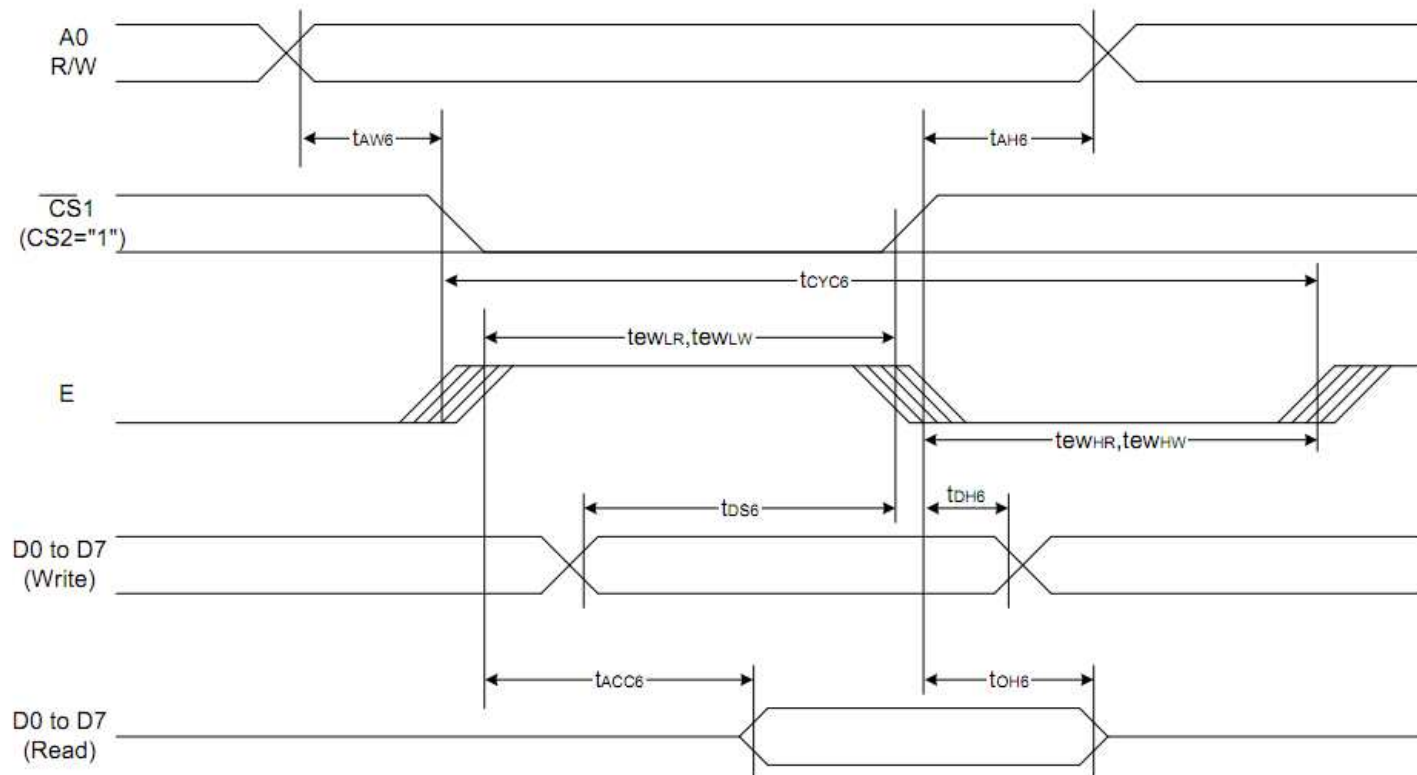 A0
R/W
tAW6
tAH6
CS1
(CS2="1")
tCYC6
tewLR,tewLW
E
tewHR,tewHW
tDS6
tDH6
D0 to D7
(Write)
tACC6
tOH6
D0 to D7
(Read)